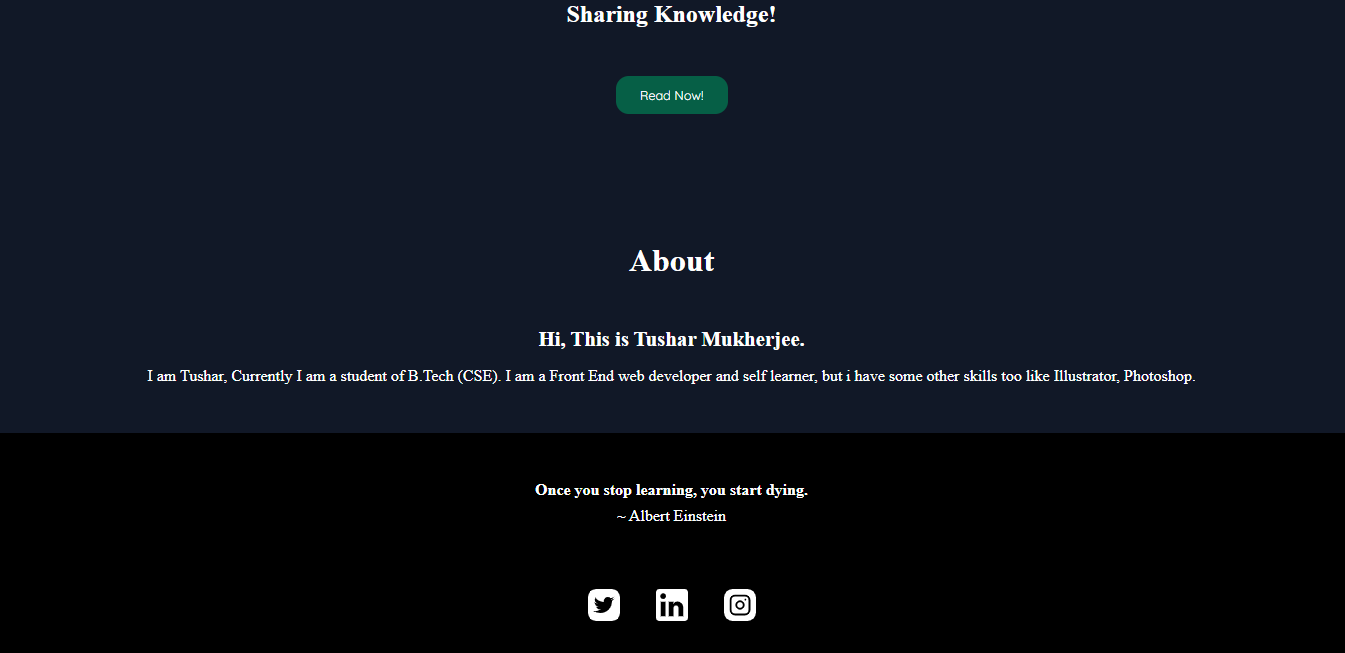 Sharing Knowledge!
Read Now!
About
Hi, This is Tushar Mukherjee.
I am Tushar, Currently I am a student of B.Tech (CSE). I am a Front End web developer and self learner, but i have some other skills too like Illustrator, Photoshop.
Once you stop learning, you start dying.
~ Albert Einstein
in